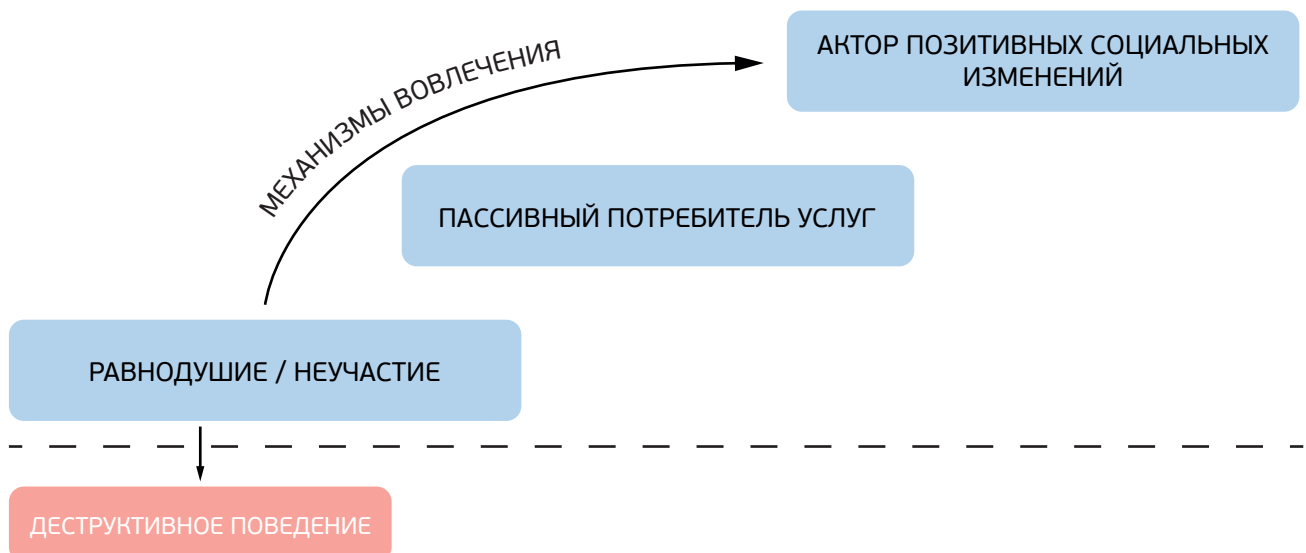 АКТОР ПОЗИТИВНЫХ СОЦИАЛЬНЫХ
ИЗМЕНЕНИЙ
МЕХАНИЗМЫ ВОВЛЕЧЕНИЯ
ПАССИВНЫЙ ПОТРЕБИТЕЛЬ УСЛУГ
РАВНОДУШИЕ / НЕУЧАСТИЕ
ДЕСТРУКТИВНОЕ ПОВЕДЕНИЕ